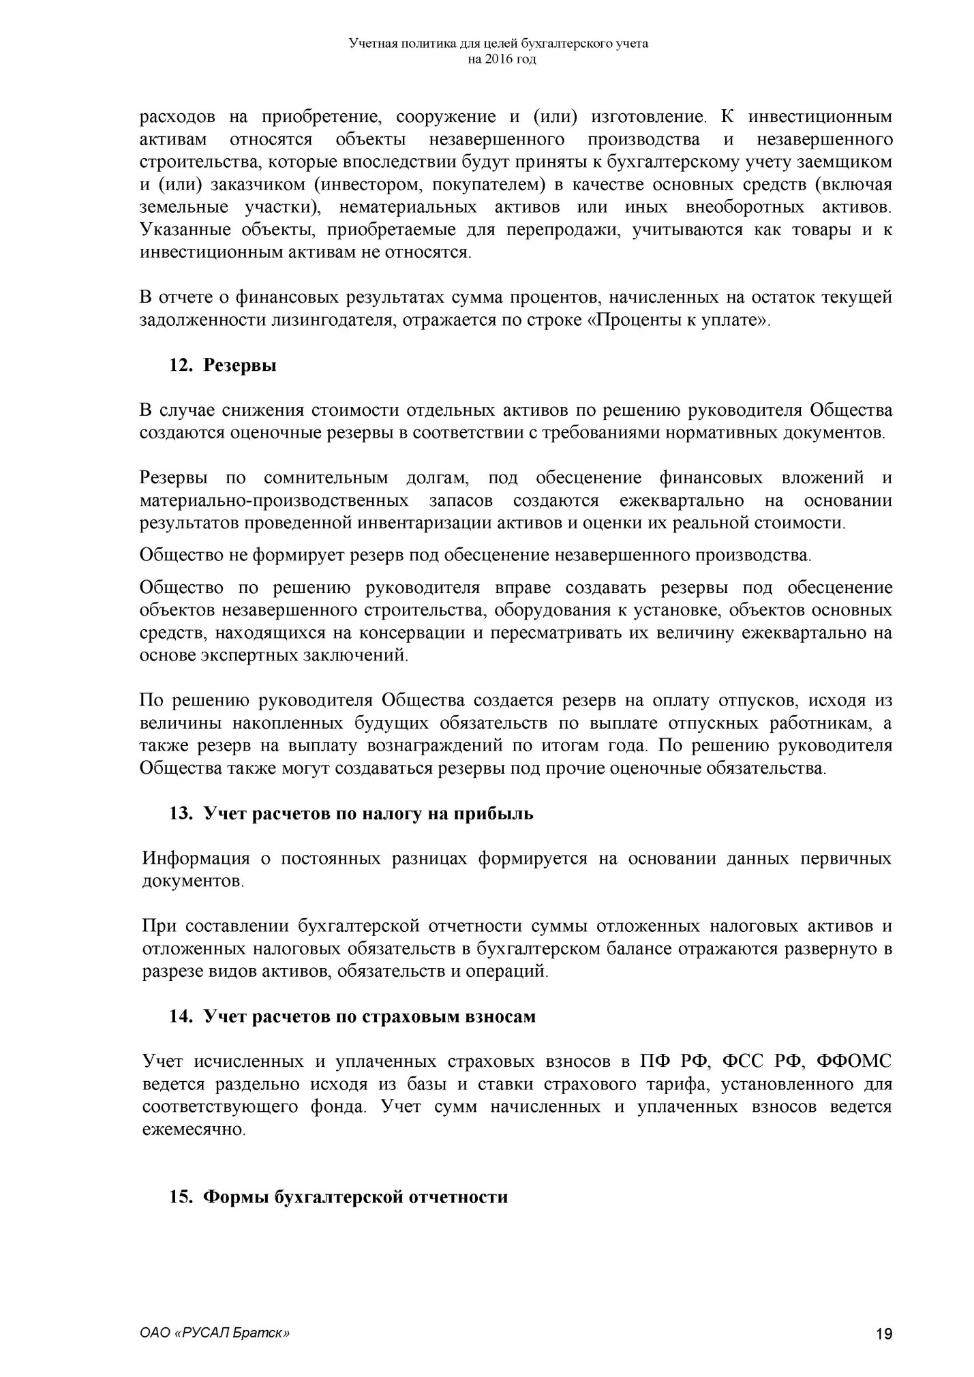 Учетная политика для целей бухгалтерского учета
на 2016 год
расходов на приобретение, сооружение и (или) изготовление. К инвестиционным
активам относятся объекты незавершенного производства и незавершенного
строительства, которые впоследствии будут приняты к бухгалтерскому учету заемщиком
и (или) заказчиком (инвестором, покупателем) в качестве основных средств (включая
земельные участки), нематериальных активов или иных внеоборотных активов.
Указанные объекты, приобретаемые для перепродажи, учитываются как товары и к
инвестиционным активам не относятся.
В отчете о финансовых результатах сумма процентов, начисленных на остаток текущей
задолженности лизингодателя, отражается по строке «Проценты к уплате».
12. Резервы
В случае снижения стоимости отдельных активов по решению руководителя Общества
создаются оценочные резервы в соответствии с требованиями нормативных документов.
Резервы по сомнительным долгам, под обесценение финансовых вложений и
материально-производственных запасов создаются ежеквартально на основании
результатов проведенной инвентаризации активов и оценки их реальной стоимости.
Общество не формирует резерв под обесценение незавершенного производства.
Общество по решению руководителя вправе создавать резервы под обесценение
объектов незавершенного строительства, оборудования к установке, объектов основных
средств, находящихся на консервации и пересматривать их величину ежеквартально на
основе экспертных заключений.
По решению руководителя Общества создается резерв на оплату отпусков, исходя из
величины накопленных будущих обязательств по выплате отпускных работникам, а
также резерв на выплату вознаграждений по итогам года. По решению руководителя
Общества также могут создаваться резервы под прочие оценочные обязательства.
13. Учет расчетов по налогу на прибыль
Информация о постоянных разницах формируется на основании данных первичных
документов.
При составлении бухгалтерской отчетности суммы отложенных налоговых активов и
отложенных налоговых обязательств в бухгалтерском балансе отражаются развернуто в
разрезе видов активов, обязательств и операций.
14. Учет расчетов по страховым взносам
Учет исчисленных и уплаченных страховых взносов в ПФ РФ, ФСС РФ, ФФОМС
ведется раздельно исходя из базы и ставки страхового тарифа, установленного для
соответствующего фонда. Учет сумм начисленных и уплаченных взносов ведется
ежемесячно.
15. Формы бухгалтерской отчетности
ОАО «РУСАЛ Братск»
19